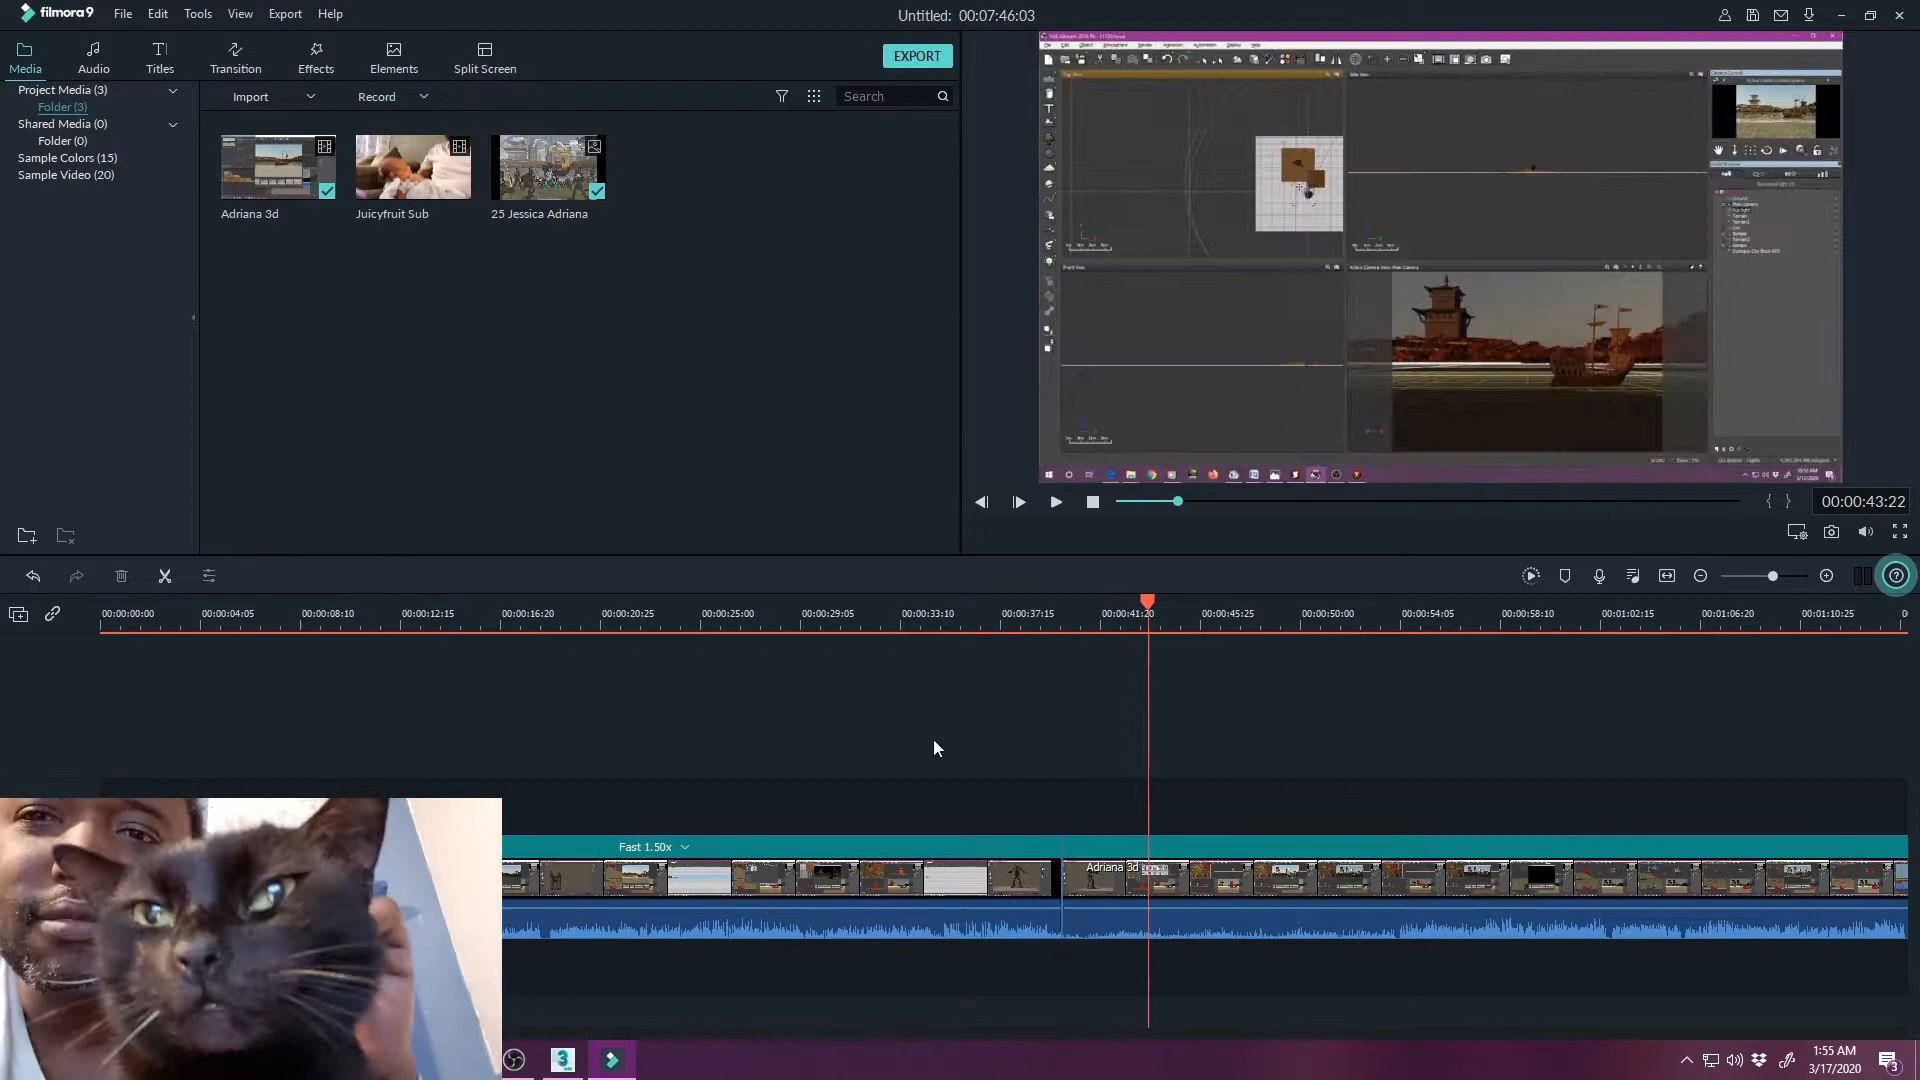 filmora9 File Edit Tools View Export Help Untitled: 00:07:46:03
Media Audio Titles Transition Effects Elements Split Screen EXPORT
Project Media (3)
Folder (3)
Shared Media (0)
Folder (0)
Sample Colors (15)
Sample Video (20)
Import Record Search
Adriana 3d Juicyfruit Sub 25 Jessica Adriana
00:00:43:22
00:00:00:00 00:00:04:05 00:00:08:10 00:00:12:15 00:00:16:20 00:00:20:25 00:00:25:00 00:00:29:05 00:00:33:10 00:00:37:15 00:00:41:20 00:00:45:25 00:00:50:00 00:00:54:05 00:00:58:10 00:01:02:15 00:01:06:20 00:01:10:25
Fast 1.50x
Adriana 3d
1:55 AM
3/17/2020
3